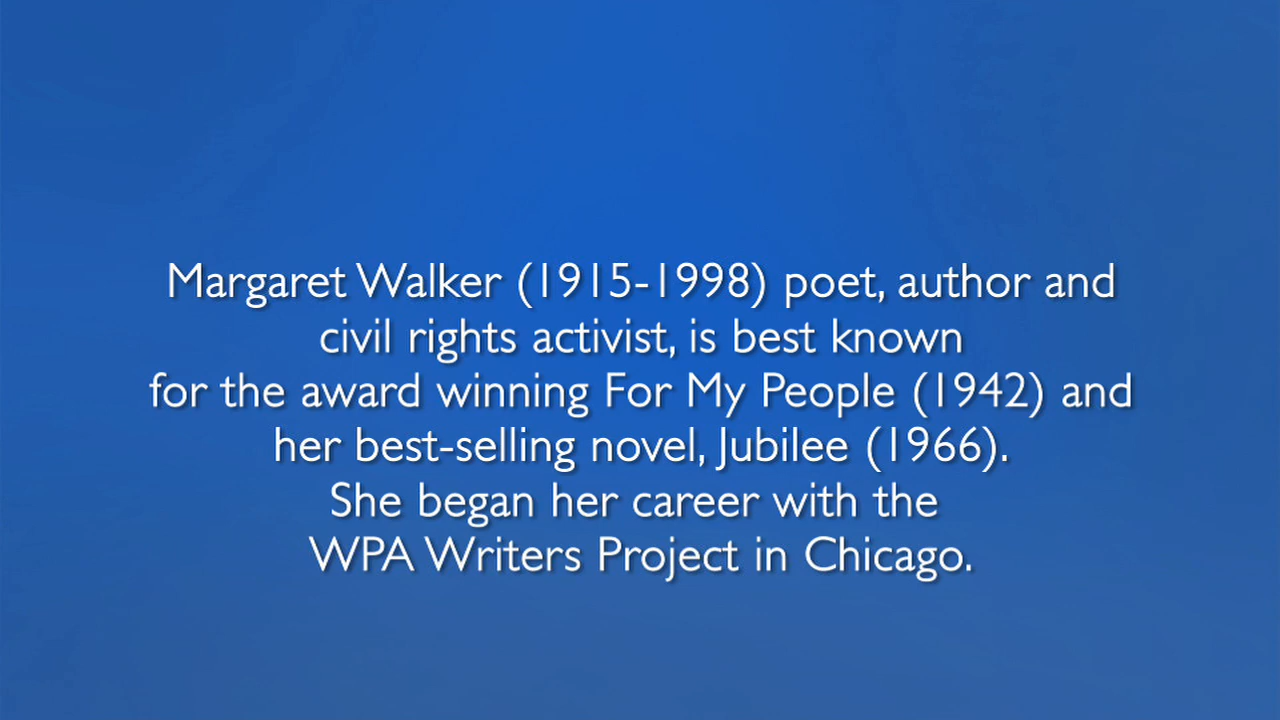 Margaret Walker (1915-1998) poet, author and
civil rights activist, is best known
for the award winning For My People (1942) and
her best-selling novel, Jubilee (1966).
She began her career with the
WPA Writers Project in Chicago.